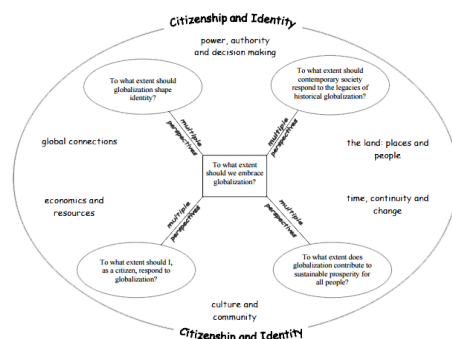 Citizenship and Identity
power, authority
and decision making
To what extent should
globalization shape
identity?
To what extent should
contemporary society
respond to the legacies of
historical globalization?
multiple
perspectives
multiple
perspectives
global connections
the land: places and
people
To what extent
should we embrace
globalization?
economics and
resources
time, continuity and
change
multiple
perspectives
multiple
perspectives
To what extent should I,
as a citizen, respond to
globalization?
To what extent does
globalization contribute to
sustainable prosperity for
all people?
culture and
community
Citizenship and Identity